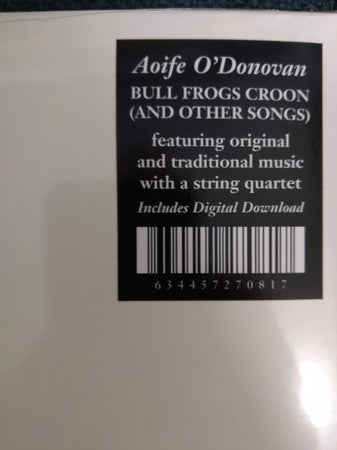 Aoife O'Donovan
BULL FROGS CROON
(AND OTHER SONGS)
featuring original
and traditional music
with a string quartet
Includes Digital Download
634457270817